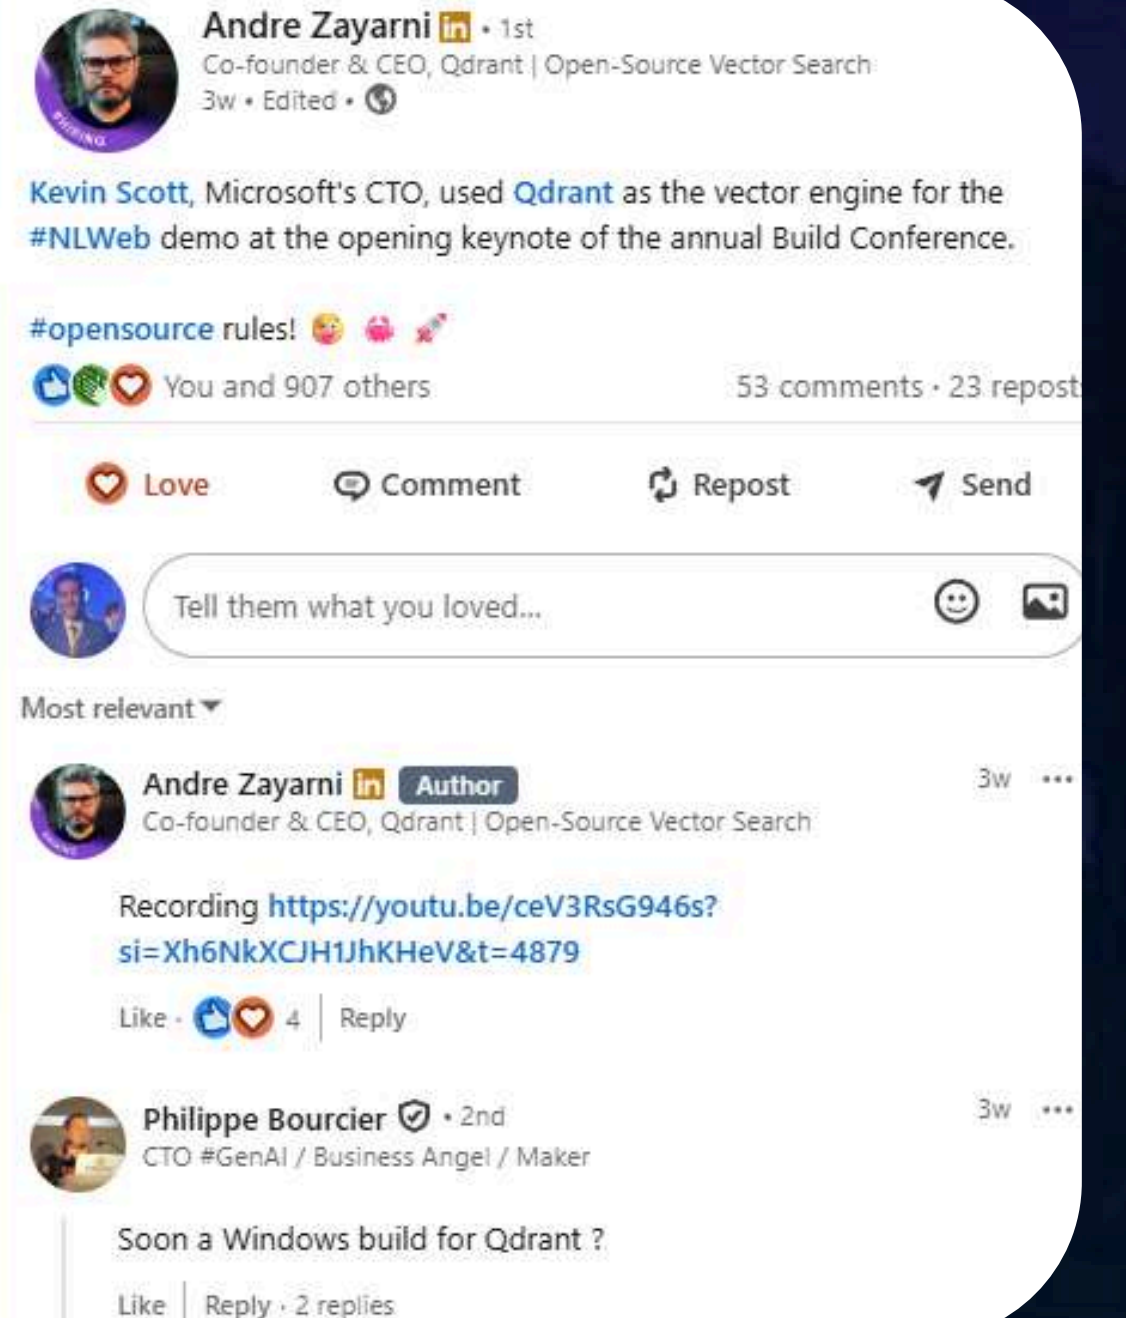 Andre Zayarni in • 1st
Co-founder & CEO, Qdrant | Open-Source Vector Search
3w • Edited •
#HIRING
Kevin Scott, Microsoft's CTO, used Qdrant as the vector engine for the
#NLWeb demo at the opening keynote of the annual Build Conference.
#opensource rules!
You and 907 others
53 comments · 23 repost
Love
Comment
Repost
Send
Tell them what you loved...
Most relevant
Andre Zayarni in Author
3w
Co-founder & CEO, Qdrant | Open-Source Vector Search
Recording https://youtu.be/ceV3RsG946s?
si=Xh6NkXCJH1JhKHeV&t=4879
Like · 4 | Reply
Philippe Bourcier • 2nd
3w
CTO #GenAI / Business Angel / Maker
Soon a Windows build for Qdrant ?
Like | Reply · 2 replies